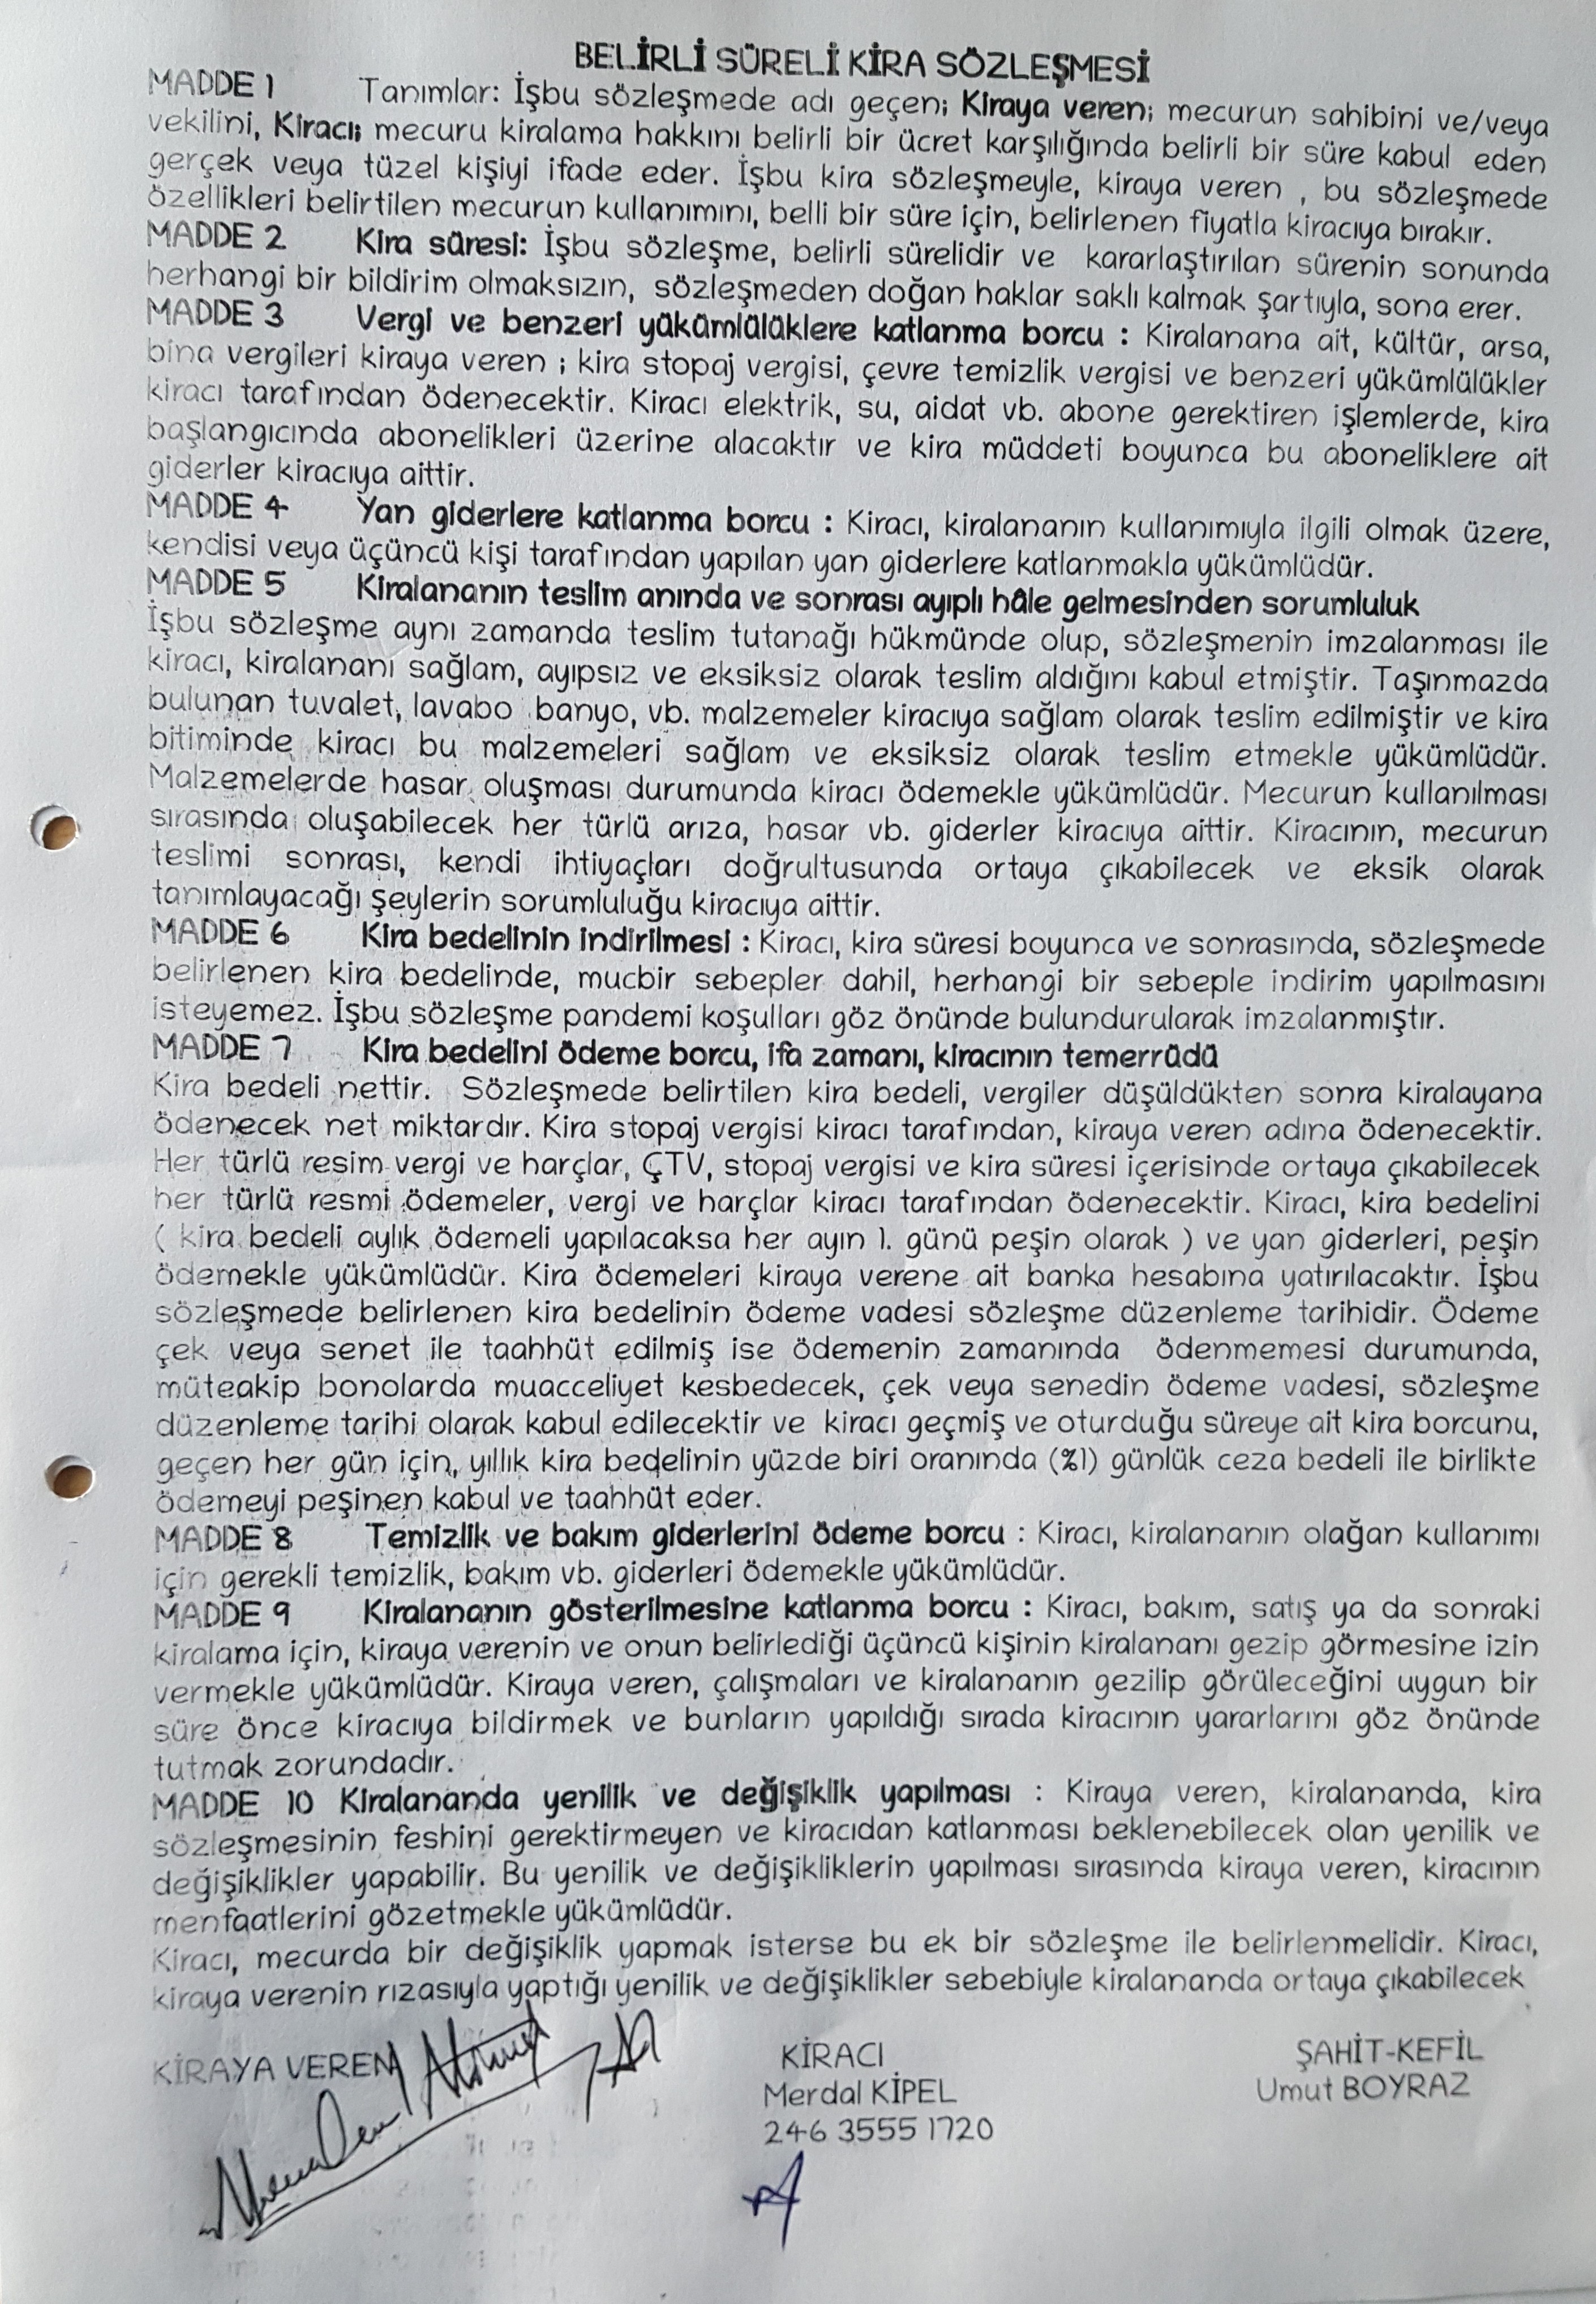 BELİRLİ SÜRELİ KİRA SÖZLEŞMESİ
MADDE 1 Tanımlar: İşbu sözleşmede adı geçen; Kiraya veren; mecurun sahibini ve/veya
vekilini, Kiracı; mecuru kiralama hakkını belirli bir ücret karşılığında belirli bir süre kabul eden
gerçek veya tüzel kişiyi ifade eder. İşbu kira sözleşmeyle, kiraya veren , bu sözleşmede
özellikleri belirtilen mecurun kullanımını, belli bir süre için, belirlenen fiyatla kiracıya bırakır.
MADDE 2 Kira süresi: İşbu sözleşme, belirli sürelidir ve kararlaştırılan sürenin sonunda
herhangi bir bildirim olmaksızın, sözleşmeden doğan haklar saklı kalmak şartıyla, sona erer.
MADDE 3 Vergi ve benzeri yükümlülüklere katlanma borcu : Kiralanana ait, kültür, arsa,
bina vergileri kiraya veren ; kira stopaj vergisi, çevre temizlik vergisi ve benzeri yükümlülükler
kiracı tarafından ödenecektir. Kiracı elektrik, su, aidat vb. abone gerektiren işlemlerde, kira
başlangıcında abonelikleri üzerine alacaktır ve kira müddeti boyunca bu aboneliklere ait
giderler kiracıya aittir.
MADDE 4 Yan giderlere katlanma borcu : Kiracı, kiralananın kullanımıyla ilgili olmak üzere,
kendisi veya üçüncü kişi tarafından yapılan yan giderlere katlanmakla yükümlüdür.
MADDE 5 Kiralananın teslim anında ve sonrası ayıplı hâle gelmesinden sorumluluk
İşbu sözleşme aynı zamanda teslim tutanağı hükmünde olup, sözleşmenin imzalanması ile
kiracı, kiralananı sağlam, ayıpsız ve eksiksiz olarak teslim aldığını kabul etmiştir. Taşınmazda
bulunan tuvalet, lavabo banyo, vb. malzemeler kiracıya sağlam olarak teslim edilmiştir ve kira
bitiminde kiracı bu malzemeleri sağlam ve eksiksiz olarak teslim etmekle yükümlüdür.
Malzemelerde hasar oluşması durumunda kiracı ödemekle yükümlüdür. Mecurun kullanılması
sırasında oluşabilecek her türlü arıza, hasar vb. giderler kiracıya aittir. Kiracının, mecurun
teslimi sonrası, kendi ihtiyaçları doğrultusunda ortaya çıkabilecek ve eksik olarak
tanımlayacağı şeylerin sorumluluğu kiracıya aittir.
MADDE 6 Kira bedelinin indirilmesi : Kiracı, kira süresi boyunca ve sonrasında, sözleşmede
belirlenen kira bedelinde, mucbir sebepler dahil, herhangi bir sebeple indirim yapılmasını
isteyemez. İşbu sözleşme pandemi koşulları göz önünde bulundurularak imzalanmıştır.
MADDE 7 Kira bedelini ödeme borcu, ifa zamanı, kiracının temerrüdü
Kira bedeli nettir. Sözleşmede belirtilen kira bedeli, vergiler düşüldükten sonra kiralayana
ödenecek net miktardır. Kira stopaj vergisi kiracı tarafından, kiraya veren adına ödenecektir.
Her türlü resim vergi ve harçlar, ÇTV, stopaj vergisi ve kira süresi içerisinde ortaya çıkabilecek
her türlü resmi ödemeler, vergi ve harçlar kiracı tarafından ödenecektir. Kiracı, kira bedelini
( kira bedeli aylık ödemeli yapılacaksa her ayın 1. günü peşin olarak ) ve yan giderleri, peşin
ödemekle yükümlüdür. Kira ödemeleri kiraya verene ait banka hesabına yatırılacaktır. İşbu
sözleşmede belirlenen kira bedelinin ödeme vadesi sözleşme düzenleme tarihidir. Ödeme
çek veya senet ile taahhüt edilmiş ise ödemenin zamanında ödenmemesi durumunda,
müteakip bonolarda muacceliyet kesbedecek, çek veya senedin ödeme vadesi, sözleşme
düzenleme tarihi olarak kabul edilecektir ve kiracı geçmiş ve oturduğu süreye ait kira borcunu,
geçen her gün için, yıllık kira bedelinin yüzde biri oranında (%1) günlük ceza bedeli ile birlikte
ödemeyi peşinen kabul ve taahhüt eder.
MADDE 8 Temizlik ve bakım giderlerini ödeme borcu : Kiracı, kiralananın olağan kullanımı
için gerekli temizlik, bakım vb. giderleri ödemekle yükümlüdür.
MADDE 9 Kiralananın gösterilmesine katlanma borcu : Kiracı, bakım, satış ya da sonraki
kiralama için, kiraya verenin ve onun belirlediği üçüncü kişinin kiralananı gezip görmesine izin
vermekle yükümlüdür. Kiraya veren, çalışmaları ve kiralananın gezilip görüleceğini uygun bir
süre önce kiracıya bildirmek ve bunların yapıldığı sırada kiracının yararlarını göz önünde
tutmak zorundadır.
MADDE 10 Kiralananda yenilik ve değişiklik yapılması : Kiraya veren, kiralananda, kira
sözleşmesinin feshini gerektirmeyen ve kiracıdan katlanması beklenebilecek olan yenilik ve
değişiklikler yapabilir. Bu yenilik ve değişikliklerin yapılması sırasında kiraya veren, kiracının
menfaatlerini gözetmekle yükümlüdür.
Kiracı, mecurda bir değişiklik yapmak isterse bu ek bir sözleşme ile belirlenmelidir. Kiracı,
kiraya verenin rızasıyla yaptığı yenilik ve değişiklikler sebebiyle kiralananda ortaya çıkabilecek
KİRAYA VEREN KİRACI ŞAHİT-KEFİL
Merdal KİPEL Umut BOYRAZ
246 3555 1720